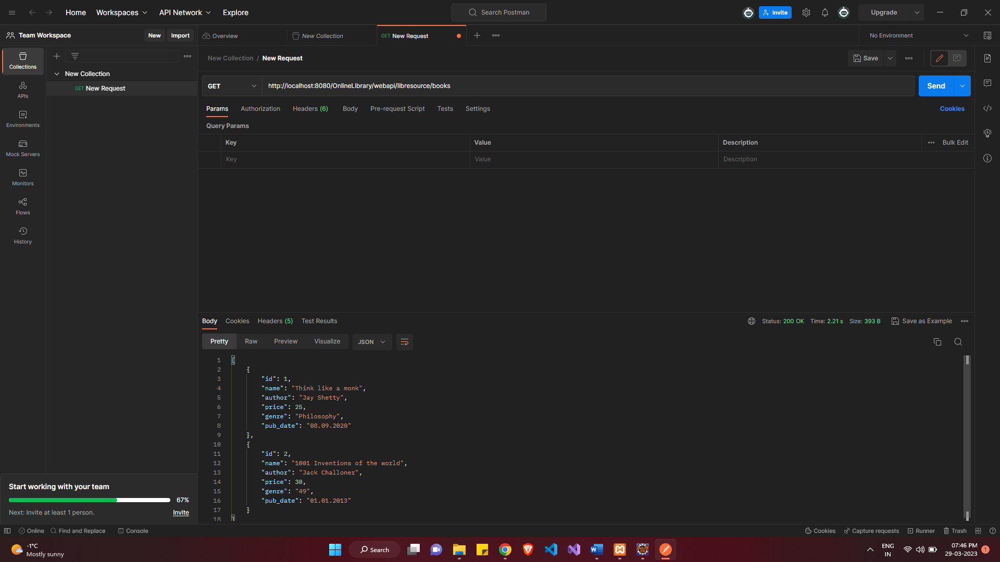 Home Workspaces API Network Explore Search Postman Invite Upgrade
Team Workspace New Import Overview New Collection GET New Request No Environment
Collections
APIs
Environments
Mock Servers
Monitors
Flows
History
New Collection
GET New Request
New Collection / New Request Save
GET http://localhost:8080/OnlineLibrary/webapi/libresource/books Send
Params Authorization Headers (6) Body Pre-request Script Tests Settings Cookies
Query Params
Key Value Description Bulk Edit
Key Value Description
Body Cookies Headers (5) Test Results Status: 200 OK Time: 2.21 s Size: 393 B Save as Example
Pretty Raw Preview Visualize JSON
1 [
2 {
3 "id": 1,
4 "name": "Think like a monk",
5 "author": "Jay Shetty",
6 "price": 25,
7 "genre": "Philosophy",
8 "pub_date": "08.09.2020"
9 },
10 {
11 "id": 2,
12 "name": "1001 Inventions of the world",
13 "author": "Jack Challoner",
14 "price": 30,
15 "genre": "49",
16 "pub_date": "01.01.2013"
17 }
18 ]
Start working with your team
67%
Next: Invite at least 1 person. Invite
Online Find and Replace Console Cookies Capture requests Runner Trash
-1°C
Mostly sunny
Search
ENG
IN
07:46 PM
29-03-2023
1